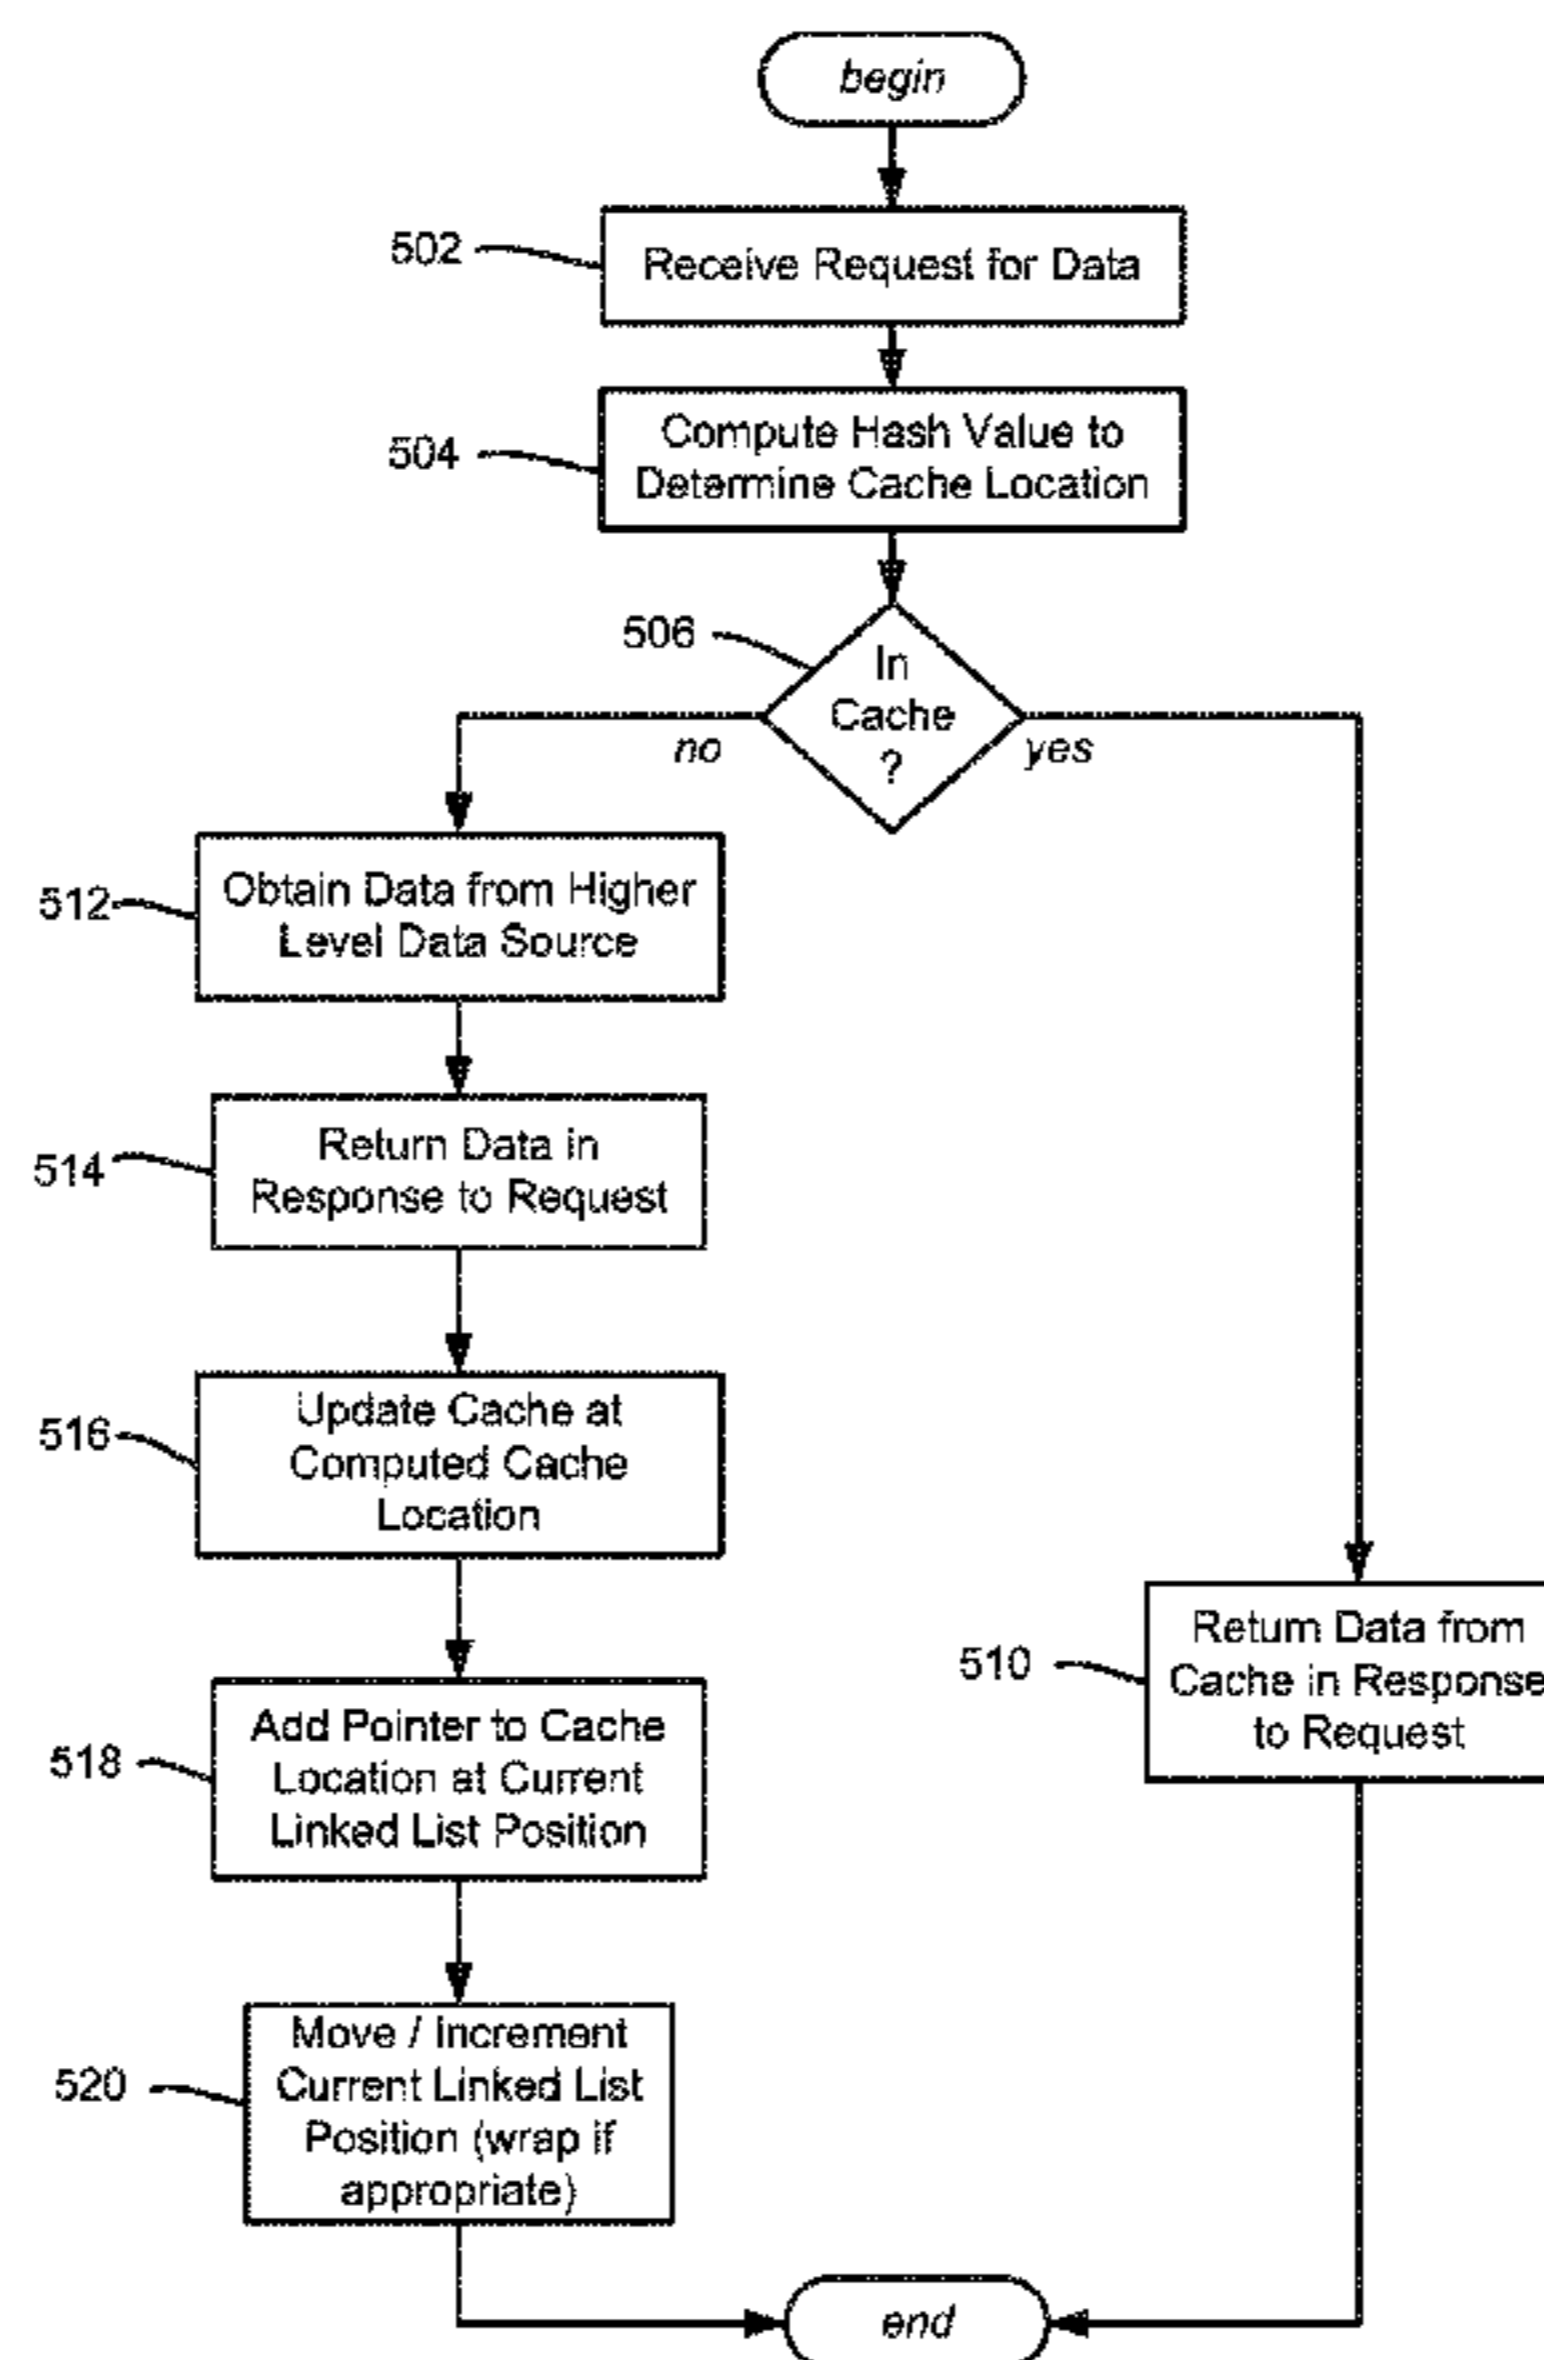 begin
502
Receive Request for Data
504
Compute Hash Value to
Determine Cache Location
506
In
Cache
?
no
yes
512
Obtain Data from Higher
Level Data Source
514
Return Data in
Response to Request
516
Update Cache at
Computed Cache
Location
510
Return Data from
Cache in Response
to Request
518
Add Pointer to Cache
Location at Current
Linked List Position
520
Move / Increment
Current Linked List
Position (wrap if
appropriate)
end